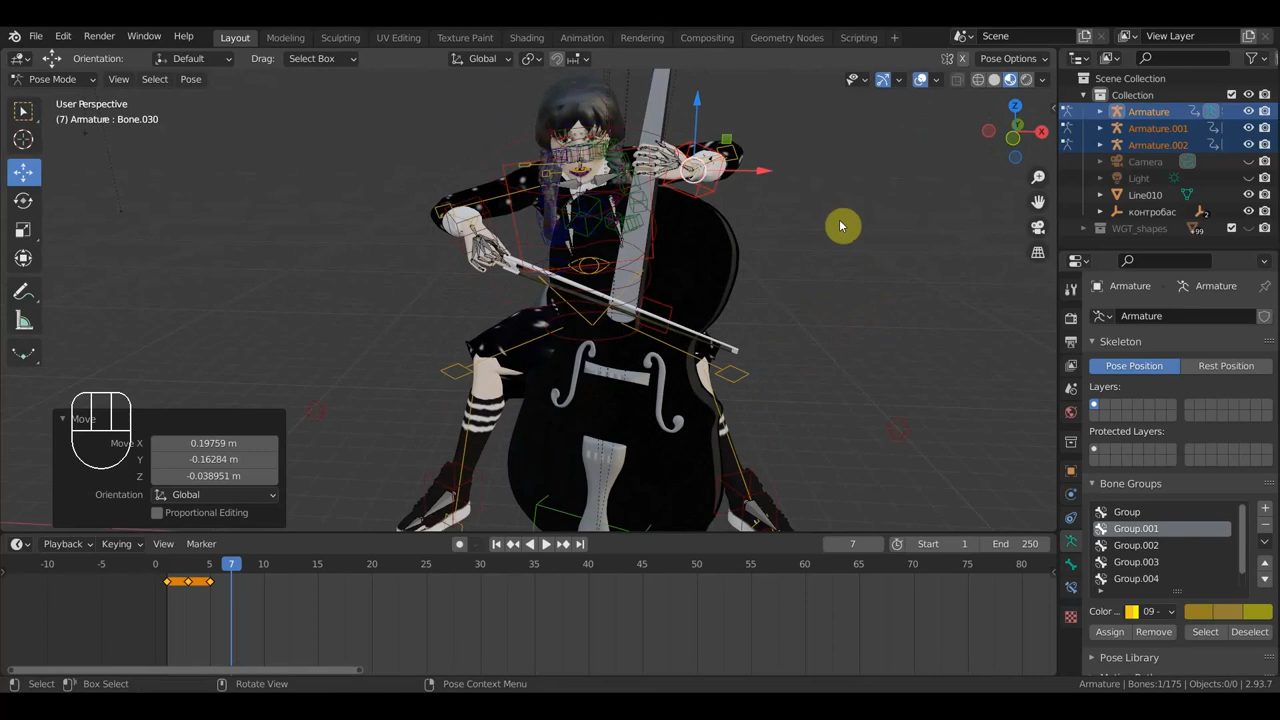 File Edit Render Window Help Layout Modeling Sculpting UV Editing Texture Paint Shading Animation Rendering Compositing Geometry Nodes Scripting + Scene View Layer
Orientation: Default Drag: Select Box Global Pose Options
Pose Mode View Select Pose
User Perspective
(7) Armature : Bone.030
Z
Y
X
Scene Collection
Collection
Armature
Armature.001
Armature.002
Camera
Light
Line010
контробас 2
WGT_shapes 99
Armature Armature
Armature
Skeleton
Pose Position Rest Position
Layers:
Protected Layers:
Bone Groups
Group
Group.001
Group.002
Group.003
Group.004
Color 09 -
Assign Remove Select Deselect
Pose Library
Move
Move X 0.19759 m
Y -0.16284 m
Z -0.038951 m
Orientation Global
Proportional Editing
Playback Keying View Marker 7 Start 1 End 250
-10 -5 0 5 7 10 15 20 25 30 35 40 45 50 55 60 65 70 75 80
Select Box Select Rotate View Pose Context Menu Armature | Bones:1/175 | Objects:0/0 | 2.93.7